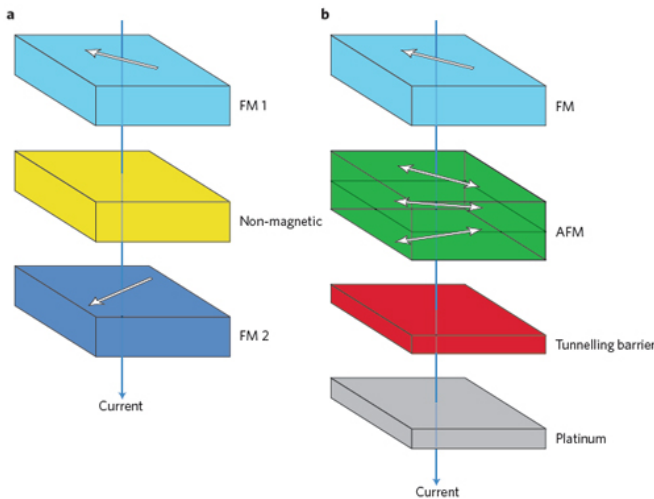 a
FM 1
Non-magnetic
FM 2
Current
b
FM
AFM
Tunnelling barrier
Platinum
Current